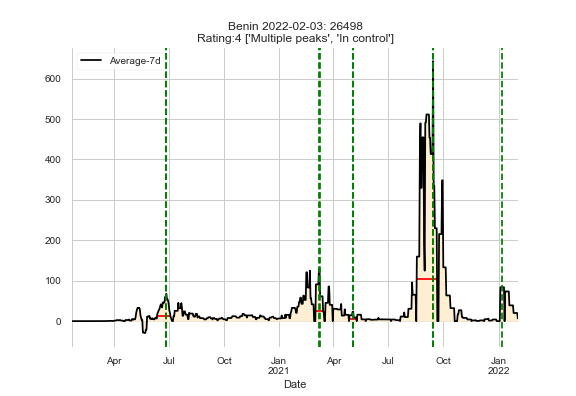 Benin 2022-02-03: 26498
Rating:4 ['Multiple peaks', 'In control']
Average-7d
600
500
400
300
200
100
0
Apr Jul Oct Jan Apr Jul Oct Jan
2021 2022
Date